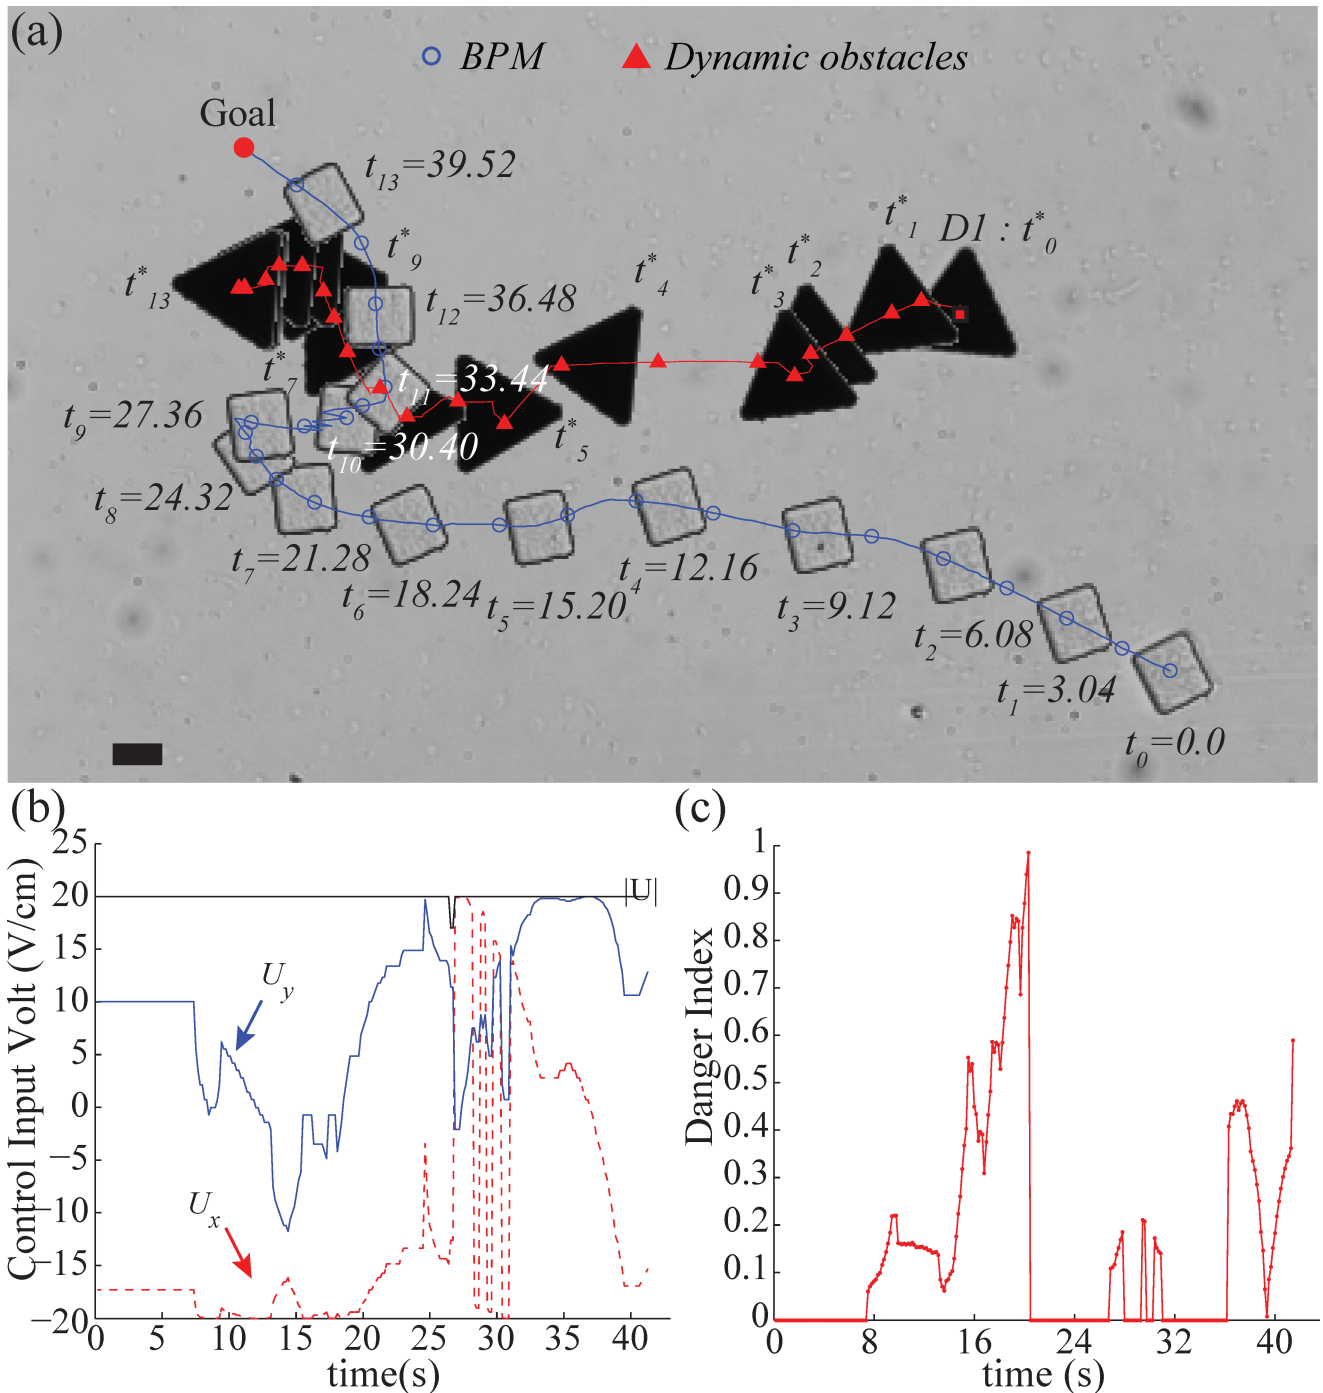 (a)
BPM Dynamic obstacles
Goal
t13=39.52
t*1 D1 : t*0
t*9
t*2
t*13
t*4
t*3
t12=36.48
t*7
t11=33.44
t9=27.36
t*5
t10=30.40
t8=24.32
t7=21.28
t4=12.16
t6=18.24
t5=15.20
t3=9.12
t2=6.08
t1=3.04
t0=0.0
(b)
Control Input Volt (V/cm)
25
20
15
10
5
0
−5
−10
−15
−20
|U|
Uy
Ux
0 5 10 15 20 25 30 35 40
time(s)
(c)
Danger Index
1
0.9
0.8
0.7
0.6
0.5
0.4
0.3
0.2
0.1
0
0 8 16 24 32 40
time (s)